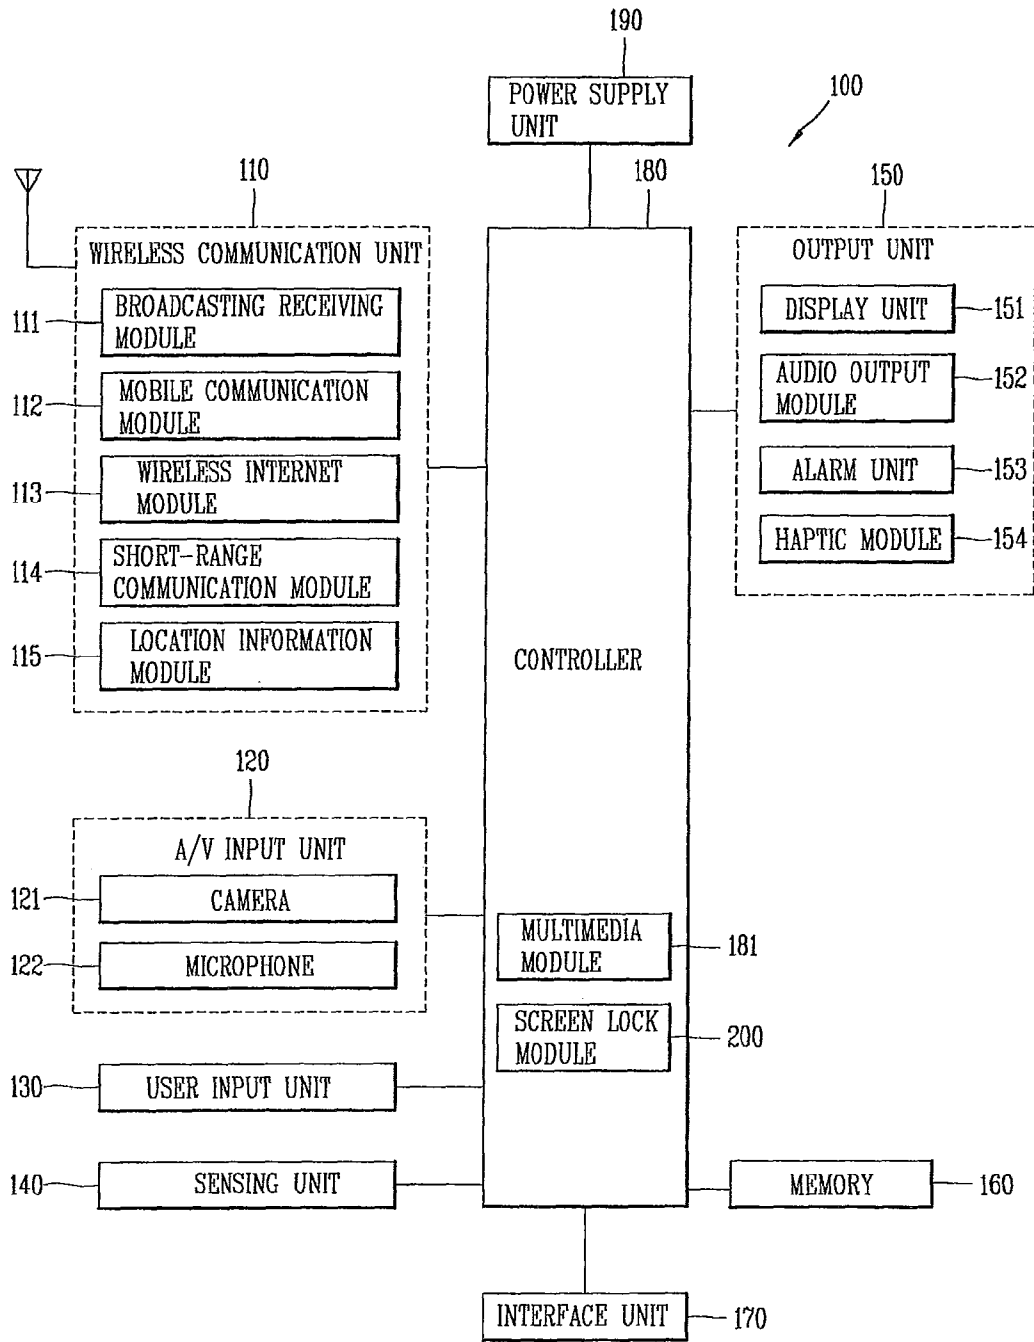 190
POWER SUPPLY
UNIT
100
110
180
150
WIRELESS COMMUNICATION UNIT
111
BROADCASTING RECEIVING
MODULE
112
MOBILE COMMUNICATION
MODULE
113
WIRELESS INTERNET
MODULE
114
SHORT-RANGE
COMMUNICATION MODULE
115
LOCATION INFORMATION
MODULE
OUTPUT UNIT
DISPLAY UNIT
151
AUDIO OUTPUT
MODULE
152
ALARM UNIT
153
HAPTIC MODULE
154
CONTROLLER
120
A/V INPUT UNIT
121
CAMERA
122
MICROPHONE
MULTIMEDIA
MODULE
181
SCREEN LOCK
MODULE
200
130
USER INPUT UNIT
140
SENSING UNIT
MEMORY
160
INTERFACE UNIT
170